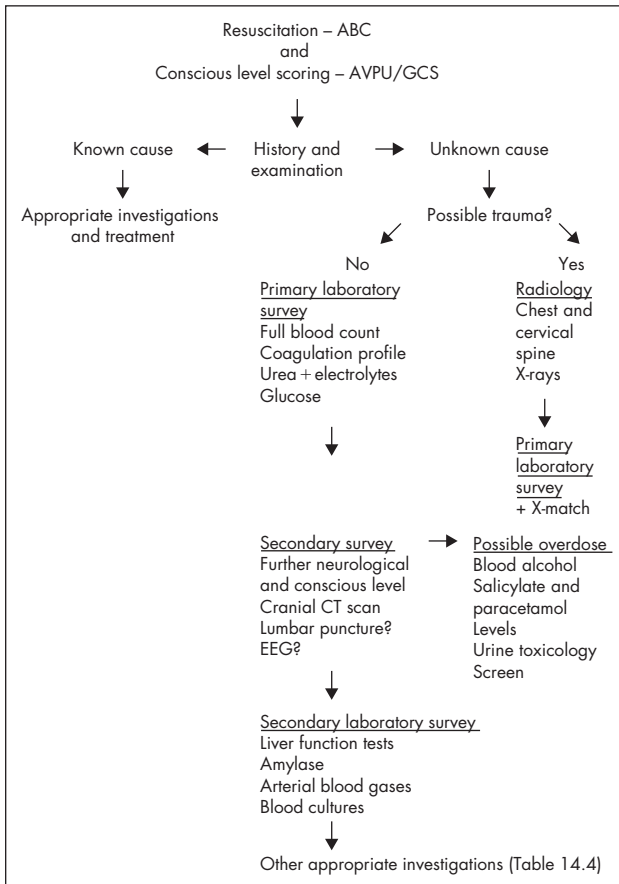 Resuscitation – ABC
and
Conscious level scoring – AVPU/GCS
Known cause
History and
examination
Unknown cause
Appropriate investigations
and treatment
Possible trauma?
No
Primary laboratory
survey
Full blood count
Coagulation profile
Urea + electrolytes
Glucose
Yes
Radiology
Chest and
cervical
spine
X-rays
Primary
laboratory
survey
+ X-match
Secondary survey
Further neurological
and conscious level
Cranial CT scan
Lumbar puncture?
EEG?
Possible overdose
Blood alcohol
Salicylate and
paracetamol
Levels
Urine toxicology
Screen
Secondary laboratory survey
Liver function tests
Amylase
Arterial blood gases
Blood cultures
Other appropriate investigations (Table 14.4)